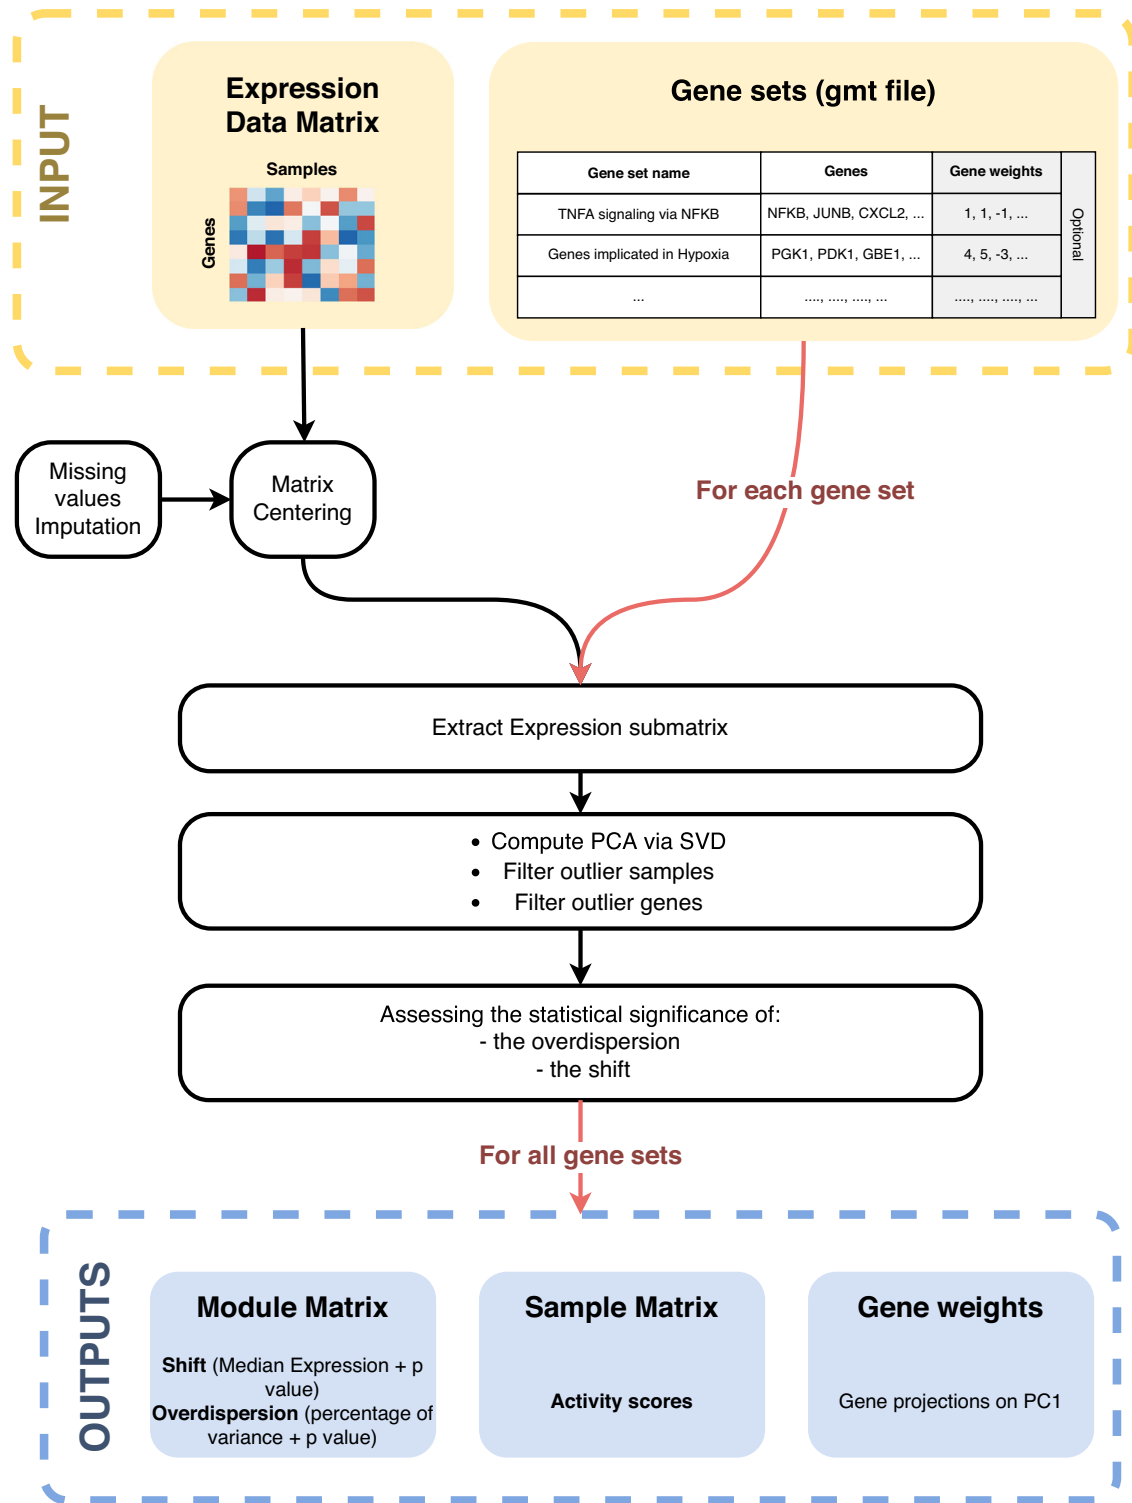 INPUT
Expression
Data Matrix
Samples
Genes
Gene sets (gmt file)
Gene set name Genes Gene weights Optional
TNFA signaling via NFKB NFKB, JUNB, CXCL2, ... 1, 1, -1, ...
Genes implicated in Hypoxia PGK1, PDK1, GBE1, ... 4, 5, -3, ...
... ...., ...., ...., ... ...., ...., ...., ...
Missing
values
Imputation
Matrix
Centering
For each gene set
Extract Expression submatrix
• Compute PCA via SVD
• Filter outlier samples
• Filter outlier genes
Assessing the statistical significance of:
- the overdispersion
- the shift
For all gene sets
OUTPUTS
Module Matrix
Shift (Median Expression + p
value)
Overdispersion (percentage of
variance + p value)
Sample Matrix
Activity scores
Gene weights
Gene projections on PC1